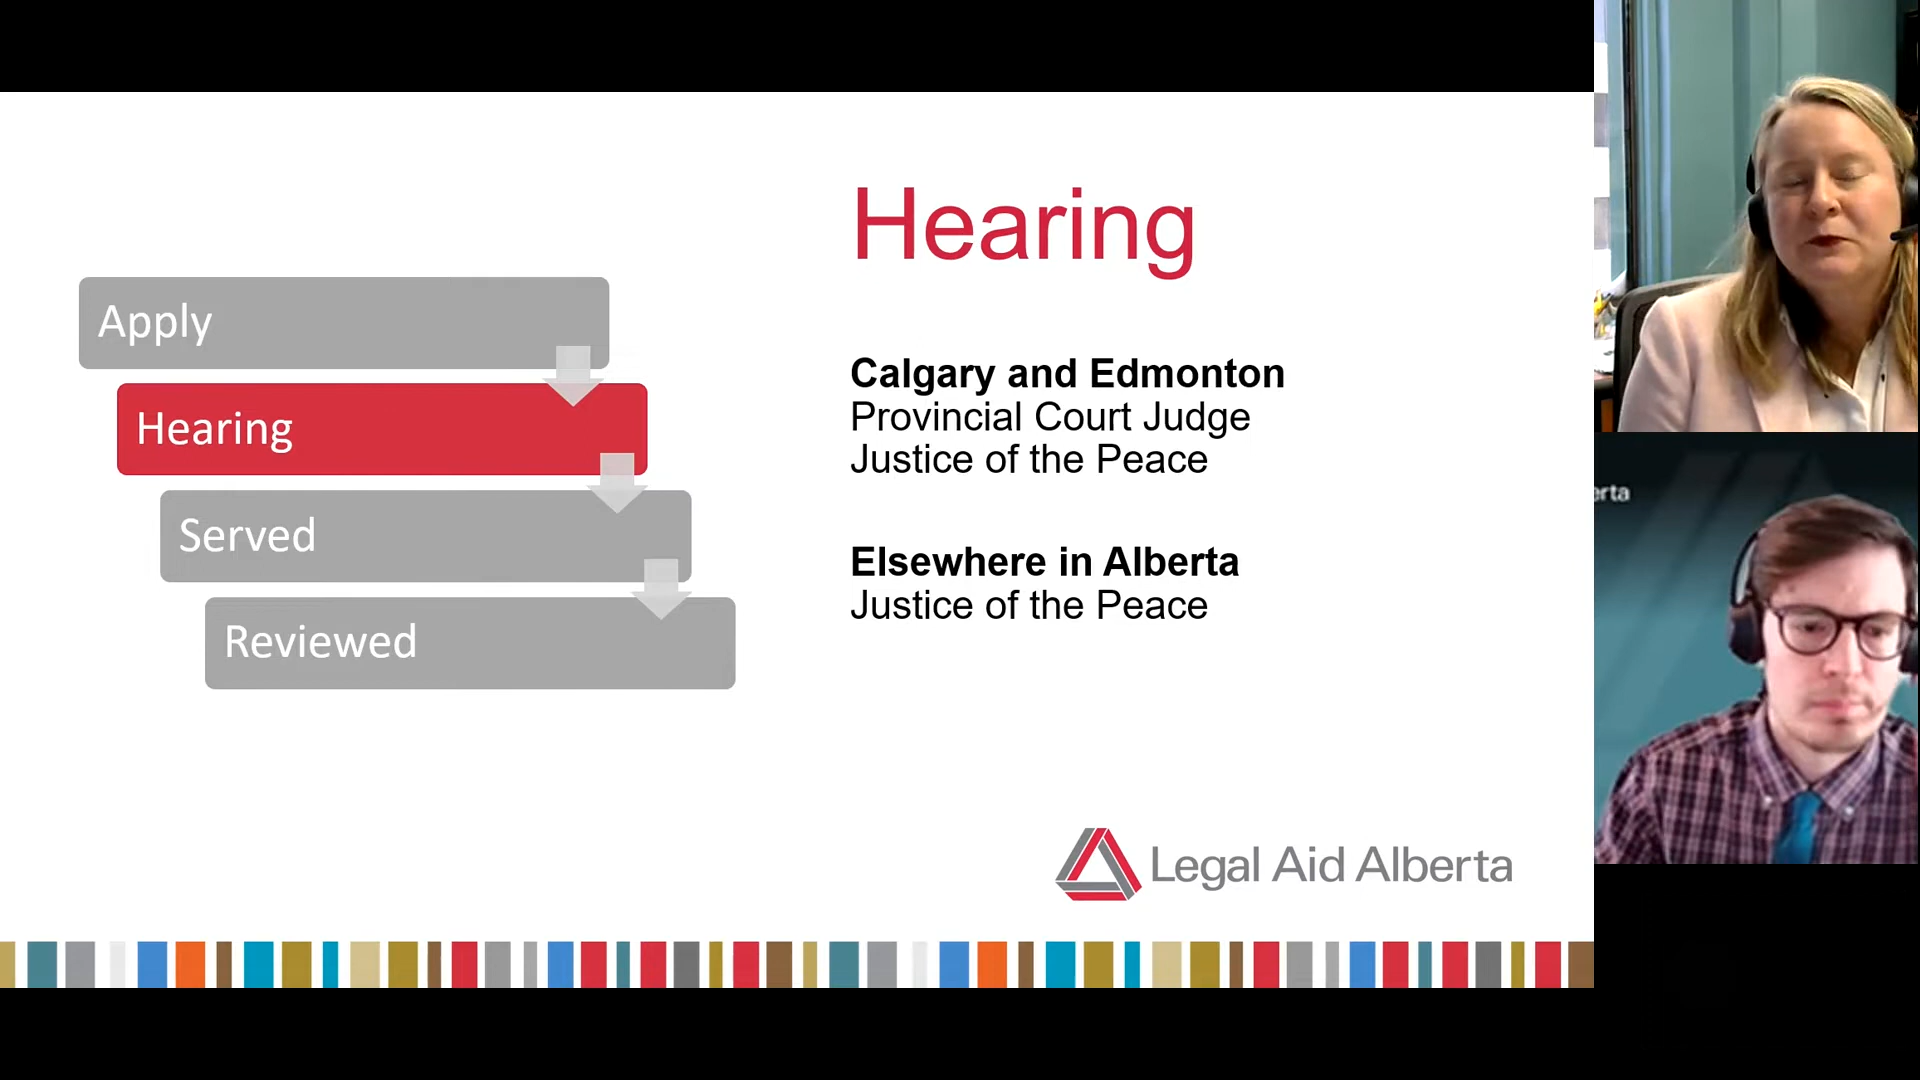 Hearing
Apply
Hearing
Served
Reviewed
Calgary and Edmonton
Provincial Court Judge
Justice of the Peace
Elsewhere in Alberta
Justice of the Peace
Legal Aid Alberta
erta